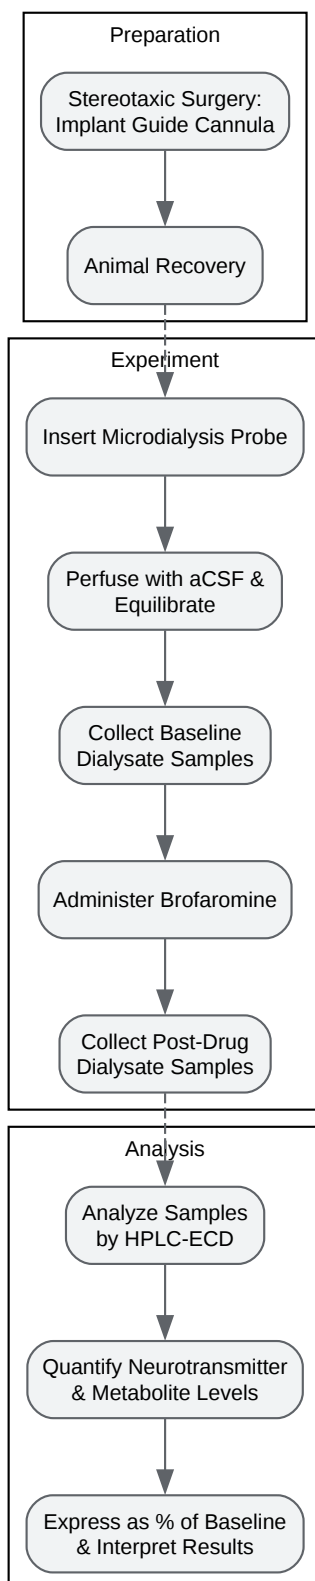 Preparation
Stereotaxic Surgery:
Implant Guide Cannula
Animal Recovery
Experiment
Insert Microdialysis Probe
Perfuse with aCSF &
Equilibrate
Collect Baseline
Dialysate Samples
Administer Brofaromine
Collect Post-Drug
Dialysate Samples
Analysis
Analyze Samples
by HPLC-ECD
Quantify Neurotransmitter
& Metabolite Levels
Express as % of Baseline
& Interpret Results